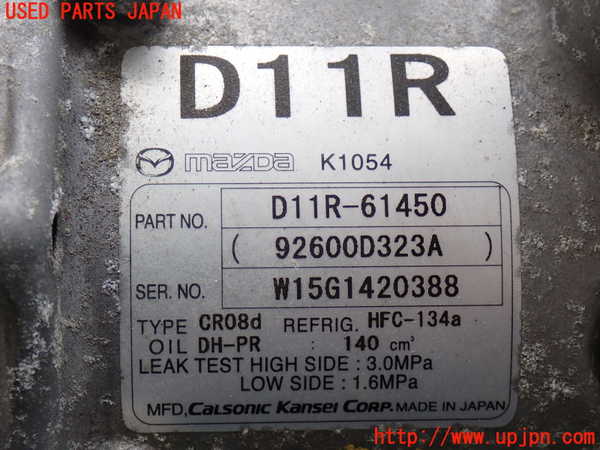 USED PARTS JAPAN
D11R
mazda K1054
PART NO. D11R-61450
( 92600D323A )
SER. NO. W15G1420388
TYPE CR08d REFRIG. HFC-134a
OIL DH-PR : 140 cm³
LEAK TEST HIGH SIDE : 3.0MPa
LOW SIDE : 1.6MPa
MFD. CALSONIC KANSEI CORP. MADE IN JAPAN
http://www.upjpn.com/